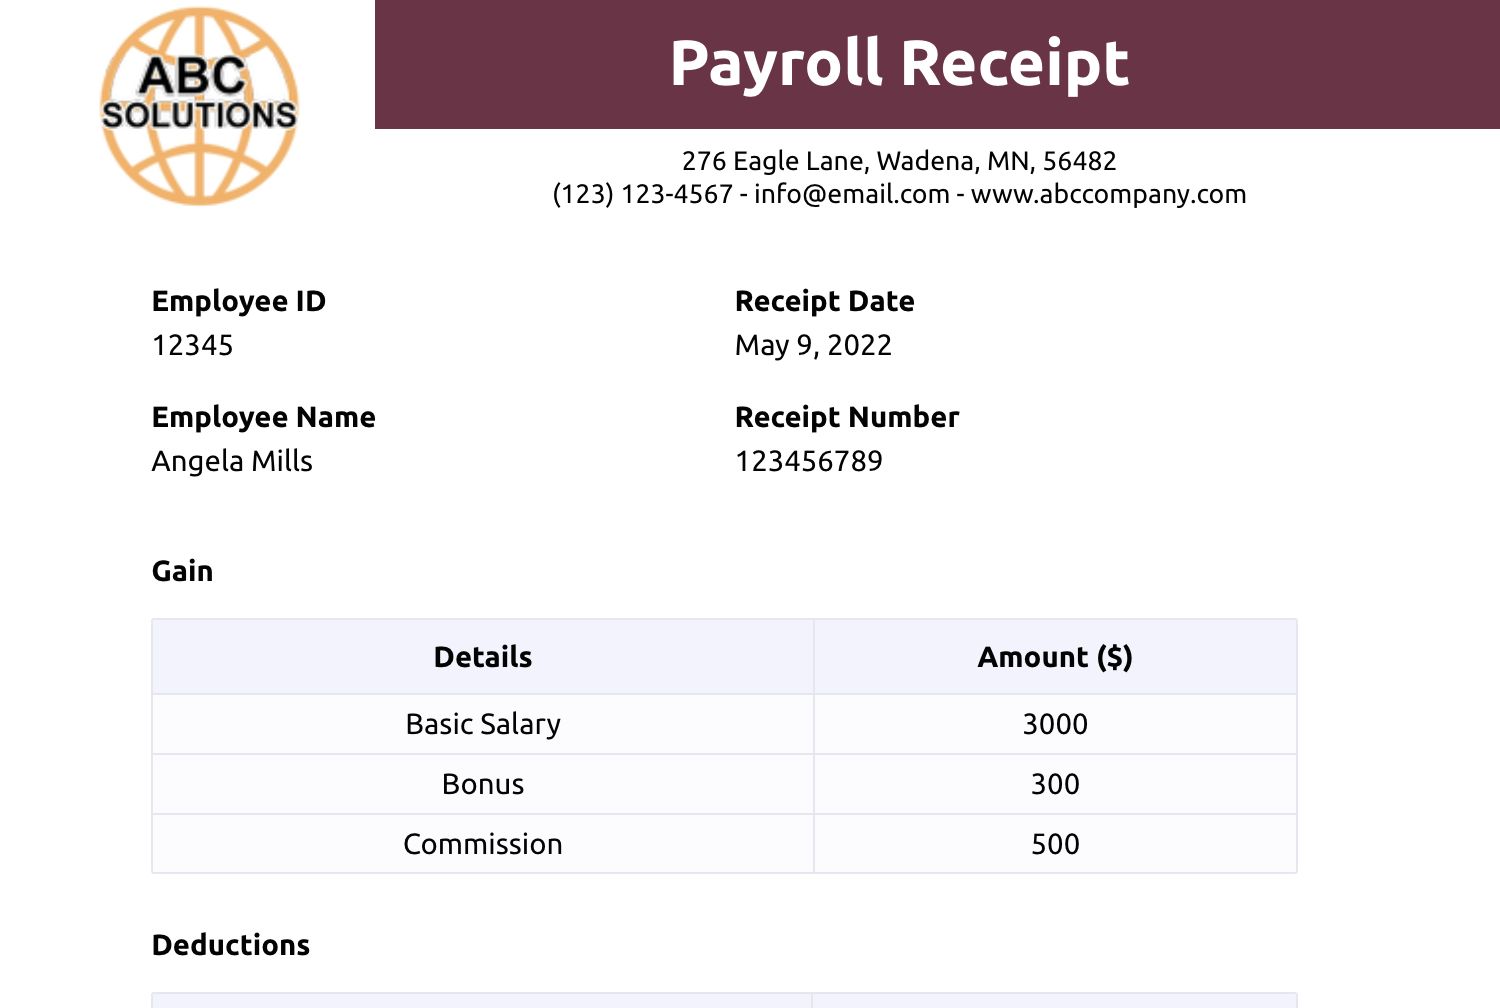 ABC
SOLUTIONS
Payroll Receipt
276 Eagle Lane, Wadena, MN, 56482
(123) 123-4567 - info@email.com - www.abccompany.com
Employee ID
12345
Receipt Date
May 9, 2022
Employee Name
Angela Mills
Receipt Number
123456789
Gain
Details Amount ($)
Basic Salary 3000
Bonus 300
Commission 500
Deductions